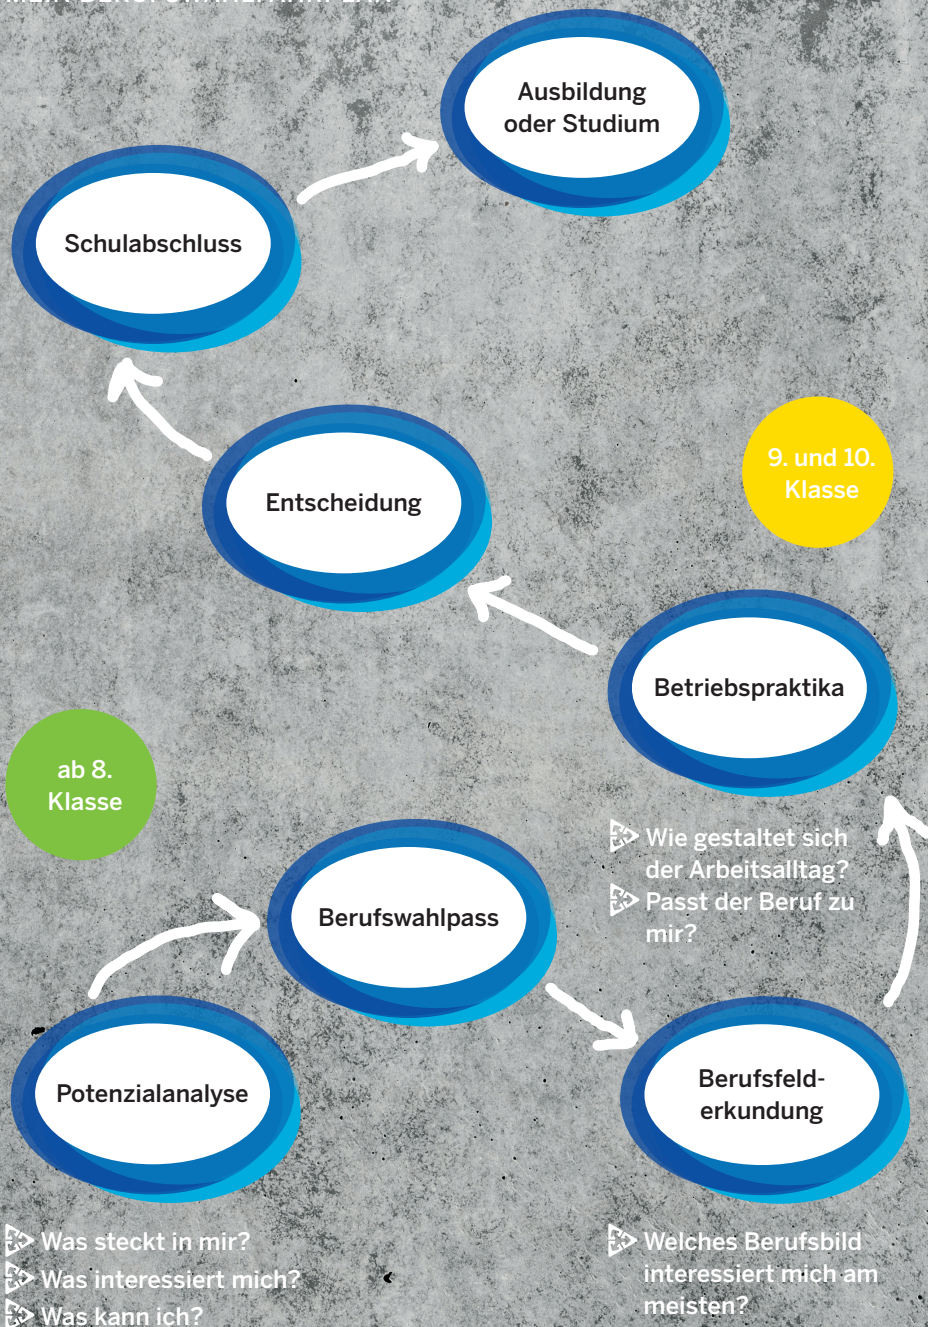 MEIN BERUFSWAHLFAHRPLAN
Ausbildung
oder Studium
Schulabschluss
Entscheidung
9. und 10.
Klasse
Betriebspraktika
ab 8.
Klasse
Wie gestaltet sich
der Arbeitsalltag?
Passt der Beruf zu
mir?
Berufswahlpass
Potenzialanalyse
Berufsfeld-
erkundung
Was steckt in mir?
Was interessiert mich?
Was kann ich?
Welches Berufsbild
interessiert mich am
meisten?